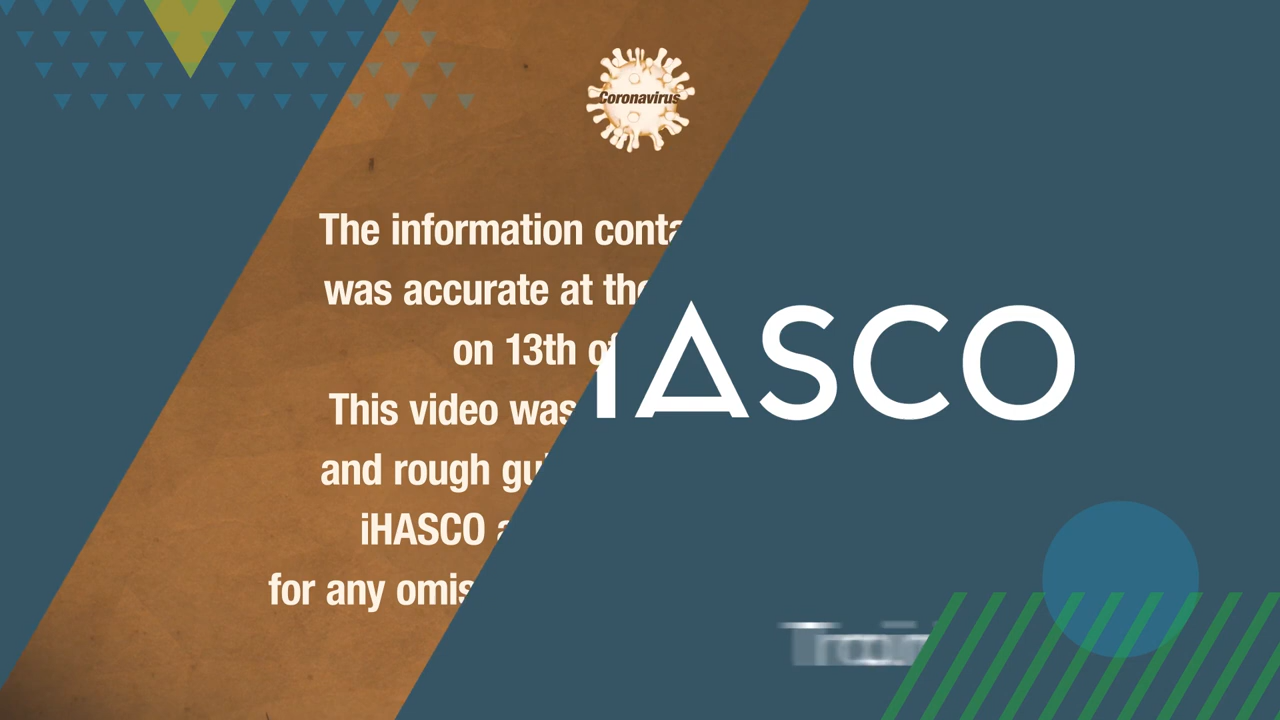 Coronavirus
The information conta
was accurate at the
on 13th of
This video was
and rough gu
iHASCO a
for any omis
iHASCO